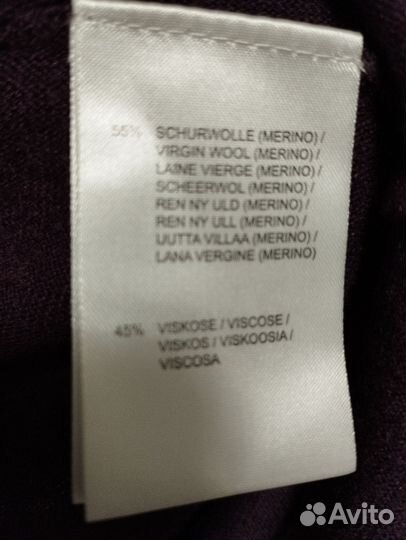 55% SCHURWOLLE (MERINO) /
VIRGIN WOOL (MERINO) /
LAINE VIERGE (MERINO) /
SCHEERWOL (MERINO) /
REN NY ULD (MERINO) /
REN NY ULL (MERINO) /
UUTTA VILLAA (MERINO) /
LANA VERGINE (MERINO)
45% VISKOSE / VISCOSE /
VISKOS / VISKOOSIA /
VISCOSA
Avito